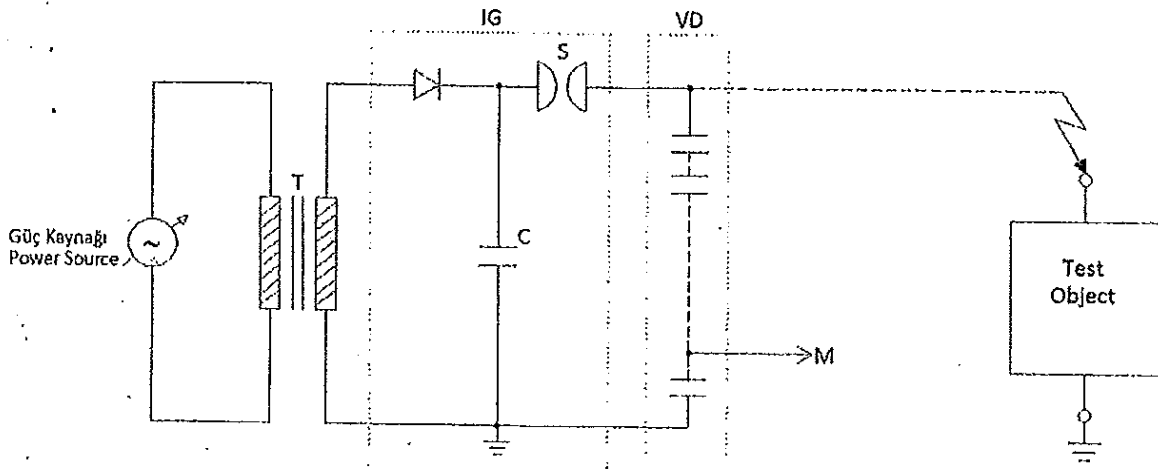 IG
VD
S
T
Güç Kaynağı
Power Source
~
C
M
Test
Object